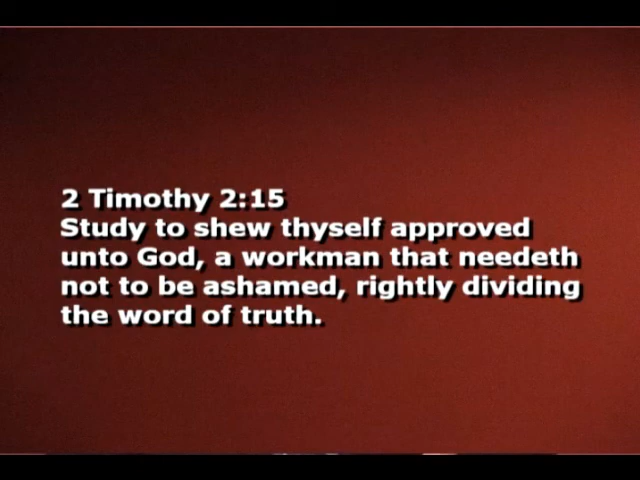 2 Timothy 2:15
Study to shew thyself approved
unto God, a workman that needeth
not to be ashamed, rightly dividing
the word of truth.